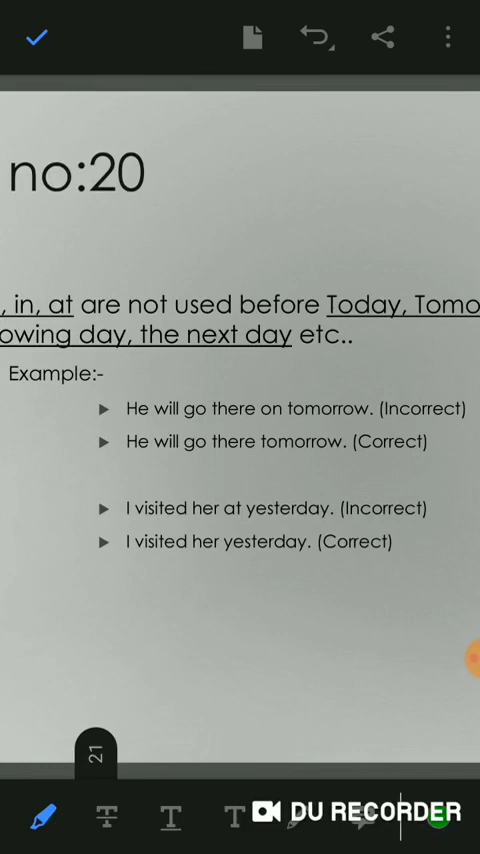 no:20
, in, at are not used before Today, Tomo
owing day, the next day etc..
Example:-
He will go there on tomorrow. (Incorrect)
He will go there tomorrow. (Correct)
I visited her at yesterday. (Incorrect)
I visited her yesterday. (Correct)
21
T T T
DU RECORDER